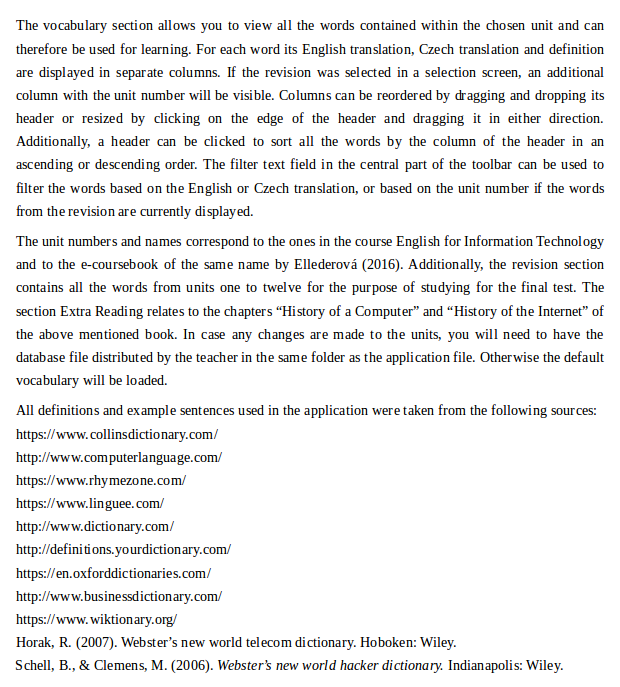 The vocabulary section allows you to view all the words contained within the chosen unit and can
therefore be used for learning. For each word its English translation, Czech translation and definition
are displayed in separate columns. If the revision was selected in a selection screen, an additional
column with the unit number will be visible. Columns can be reordered by dragging and dropping its
header or resized by clicking on the edge of the header and dragging it in either direction.
Additionally, a header can be clicked to sort all the words by the column of the header in an
ascending or descending order. The filter text field in the central part of the toolbar can be used to
filter the words based on the English or Czech translation, or based on the unit number if the words
from the revision are currently displayed.
The unit numbers and names correspond to the ones in the course English for Information Technology
and to the e-coursebook of the same name by Ellederová (2016). Additionally, the revision section
contains all the words from units one to twelve for the purpose of studying for the final test. The
section Extra Reading relates to the chapters “History of a Computer” and “History of the Internet” of
the above mentioned book. In case any changes are made to the units, you will need to have the
database file distributed by the teacher in the same folder as the application file. Otherwise the default
vocabulary will be loaded.
All definitions and example sentences used in the application were taken from the following sources:
https://www.collinsdictionary.com/
http://www.computerlanguage.com/
https://www.rhymezone.com/
https://www.linguee.com/
http://www.dictionary.com/
http://definitions.yourdictionary.com/
https://en.oxforddictionaries.com/
http://www.businessdictionary.com/
https://www.wiktionary.org/
Horak, R. (2007). Webster’s new world telecom dictionary. Hoboken: Wiley.
Schell, B., & Clemens, M. (2006). Webster’s new world hacker dictionary. Indianapolis: Wiley.